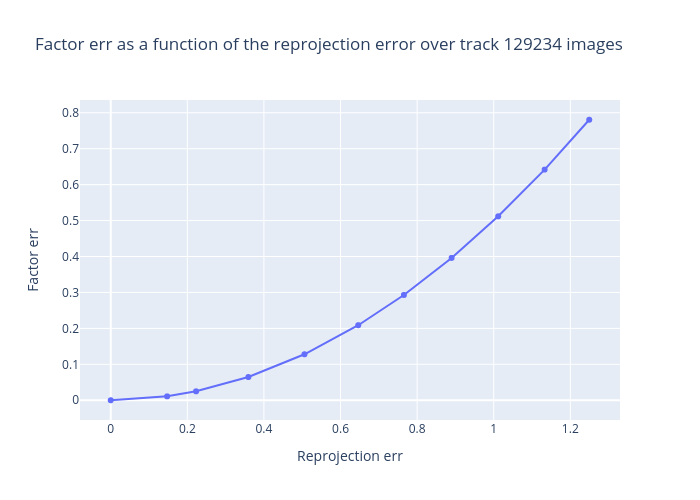 Factor err as a function of the reprojection error over track 129234 images
0.8
0.7
0.6
0.5
0.4
0.3
0.2
0.1
0
Factor err
0 0.2 0.4 0.6 0.8 1 1.2
Reprojection err